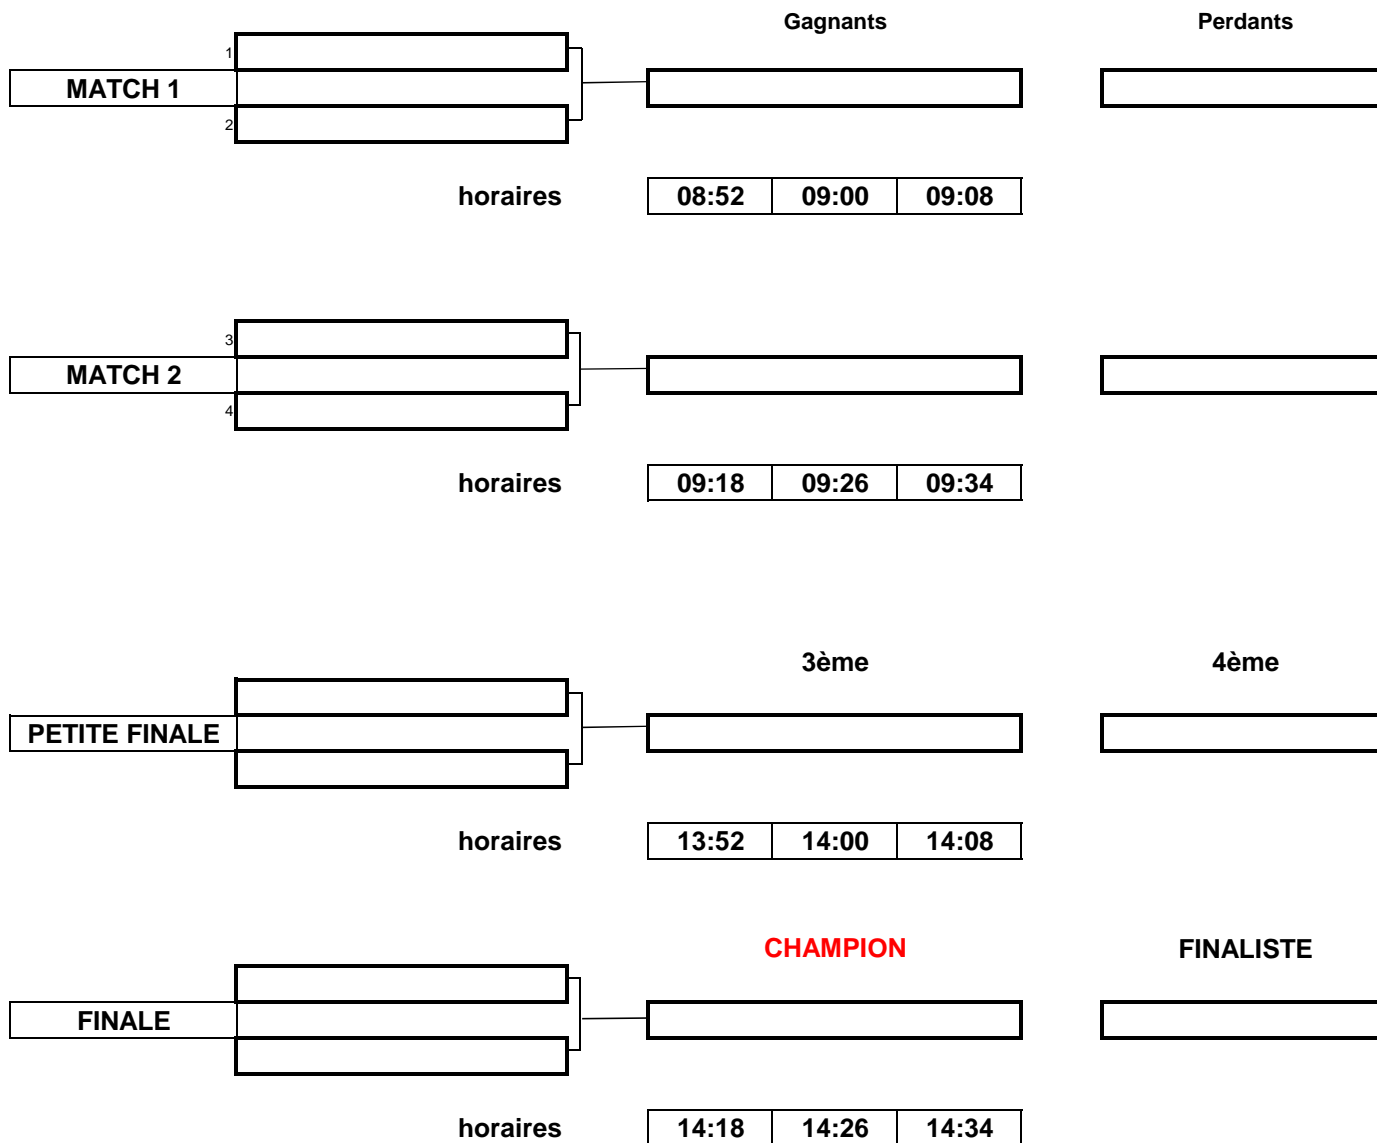 Gagnants Perdants
1
MATCH 1
2
horaires 08:52 09:00 09:08
3
MATCH 2
4
horaires 09:18 09:26 09:34
3ème 4ème
PETITE FINALE
horaires 13:52 14:00 14:08
CHAMPION FINALISTE
FINALE
horaires 14:18 14:26 14:34